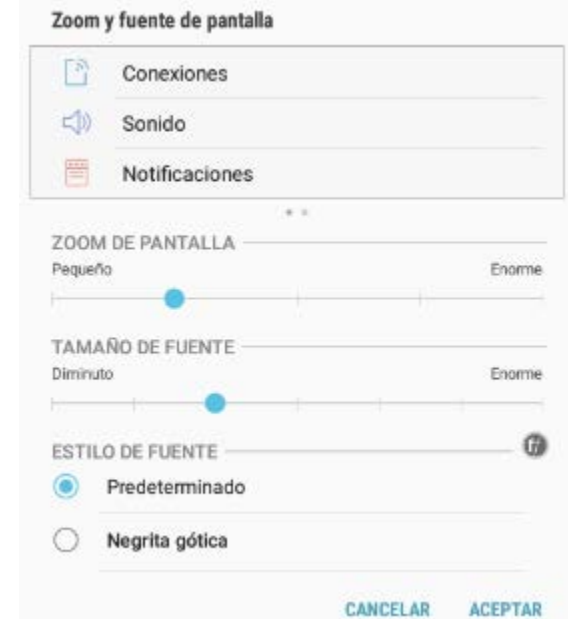 Zoom y fuente de pantalla
Conexiones
Sonido
Notificaciones
ZOOM DE PANTALLA
Pequeño Enorme
TAMAÑO DE FUENTE
Diminuto Enorme
ESTILO DE FUENTE
Predeterminado
Negrita gótica
CANCELAR ACEPTAR